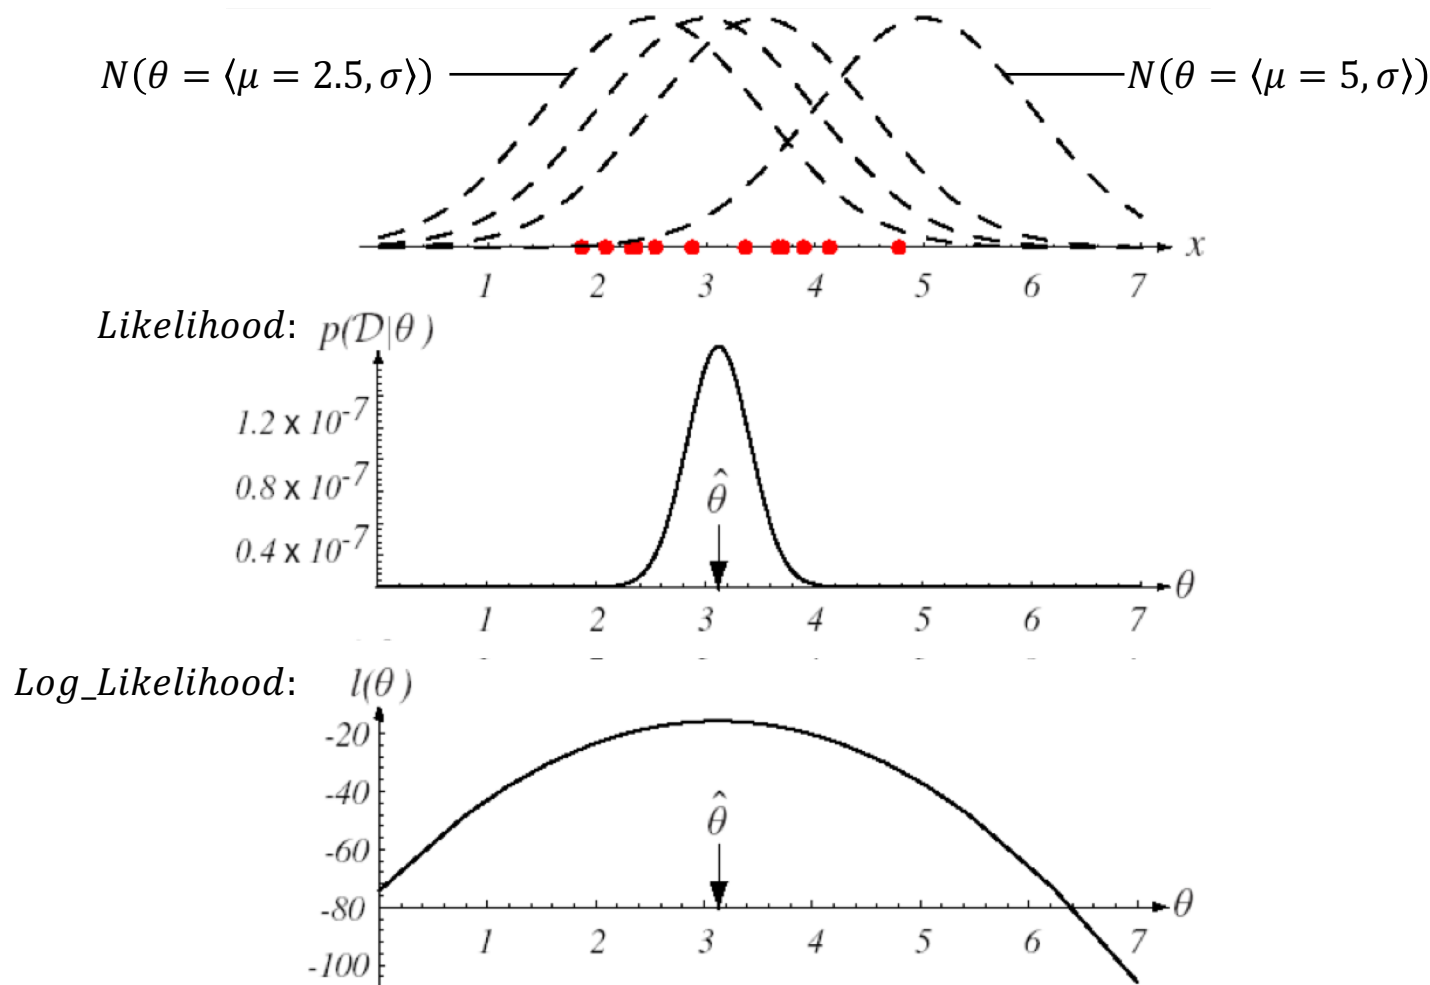 N(θ = ⟨μ = 2.5, σ⟩)
N(θ = ⟨μ = 5, σ⟩)
x
1 2 3 4 5 6 7
Likelihood: p(D|θ)
1.2 x 10^-7
0.8 x 10^-7
θ̂
0.4 x 10^-7
θ
1 2 3 4 5 6 7
Log_Likelihood: l(θ)
-20
-40
θ̂
-60
-80
θ
1 2 3 4 5 6 7
-100